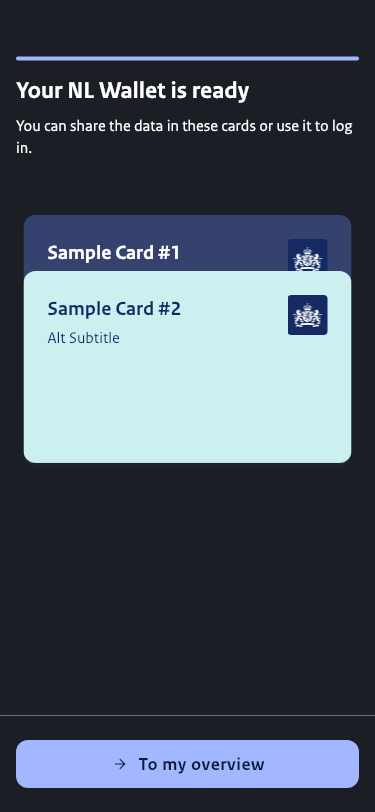 Your NL Wallet is ready
You can share the data in these cards or use it to log
in.
Sample Card #1
Sample Card #2
Alt Subtitle
To my overview